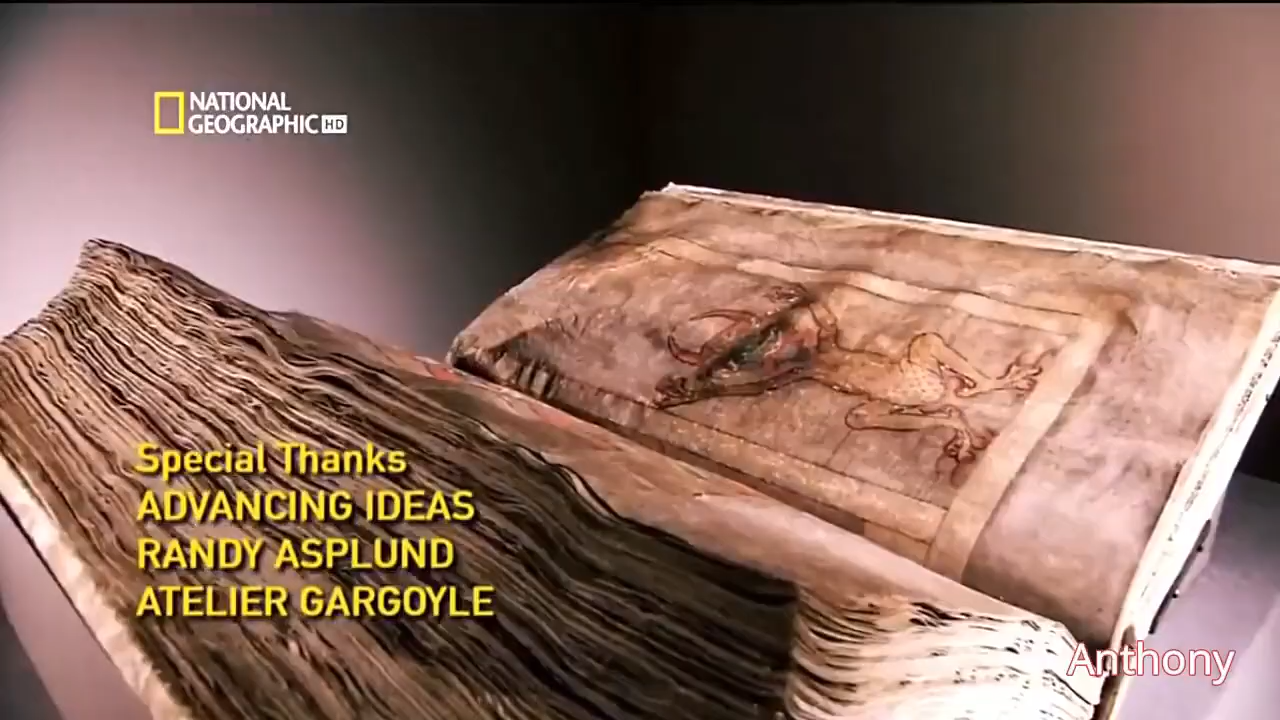 NATIONAL
GEOGRAPHIC HD
Special Thanks
ADVANCING IDEAS
RANDY ASPLUND
ATELIER GARGOYLE
Anthony